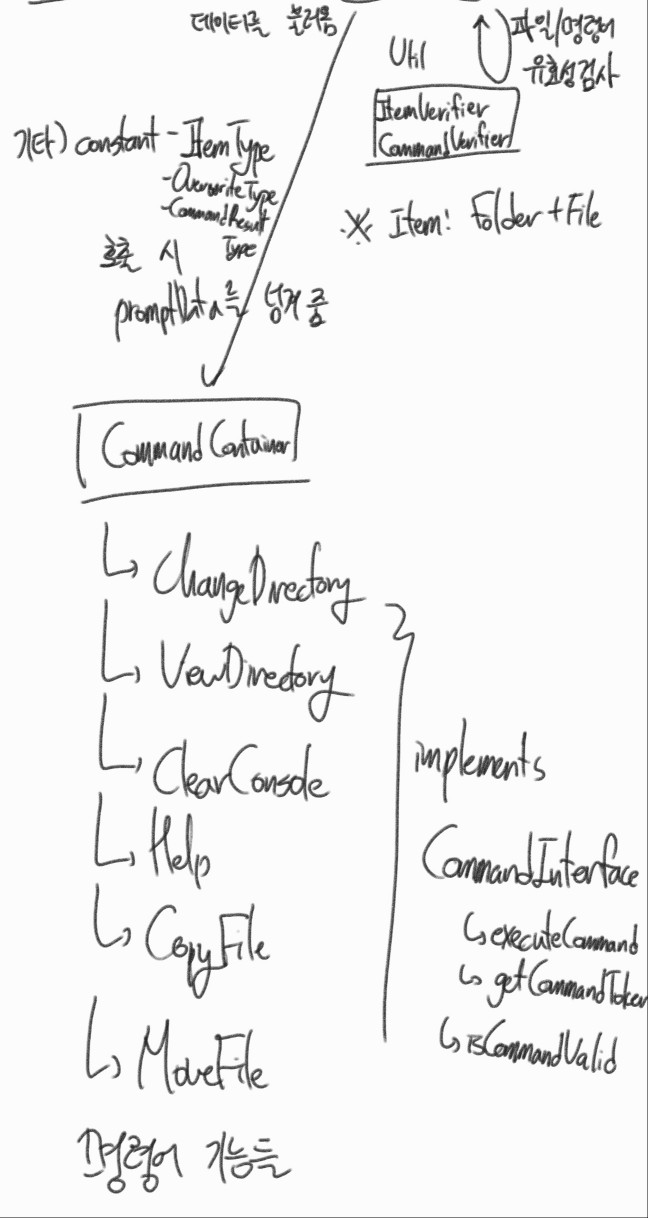 데이터를 불러옴
파일/명령어
유효성검사
Util
ItemVerifier
CommandVerifier
기타) constant - ItemType
- OverwriteType
- CommandResult
Type
※ Item: Folder + File
호출 시
promptData를 넘겨 줌
CommandContainer
↳ ChangeDirectory
↳ ViewDirectory
↳ ClearConsole
↳ Help
↳ CopyFile
↳ MoveFile
implements
CommandInterface
↳ executeCommand
↳ getCommandToken
↳ isCommandValid
명령어 기능들